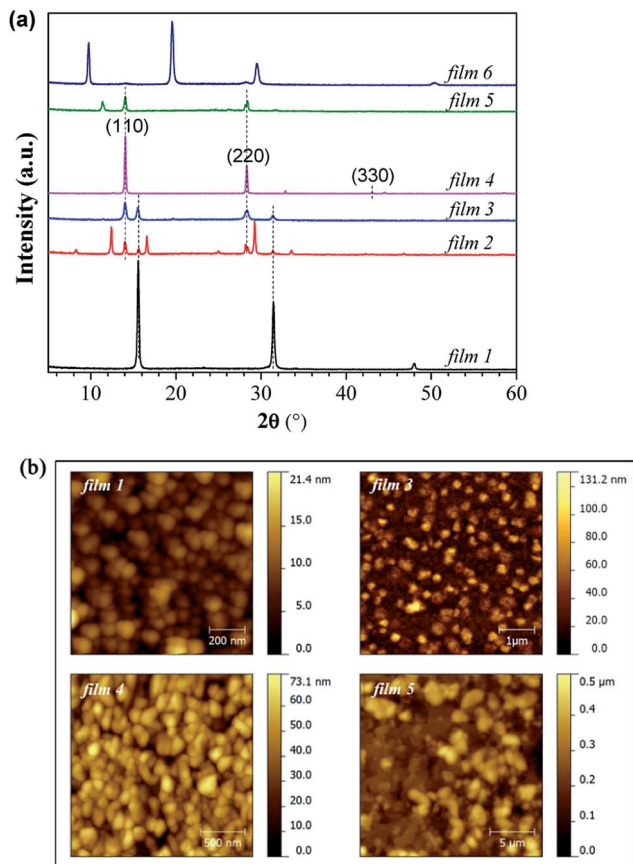 (a)
film 6
film 5
(110)
(220)
(330)
film 4
film 3
film 2
film 1
Intensity (a.u.)
10 20 30 40 50 60
2θ (°)
(b)
film 1
21.4 nm
15.0
10.0
5.0
0.0
200 nm
film 3
131.2 nm
100.0
80.0
60.0
40.0
20.0
0.0
1μm
film 4
73.1 nm
60.0
50.0
40.0
30.0
20.0
10.0
0.0
500 nm
film 5
0.5 μm
0.4
0.3
0.2
0.1
0.0
5 μm